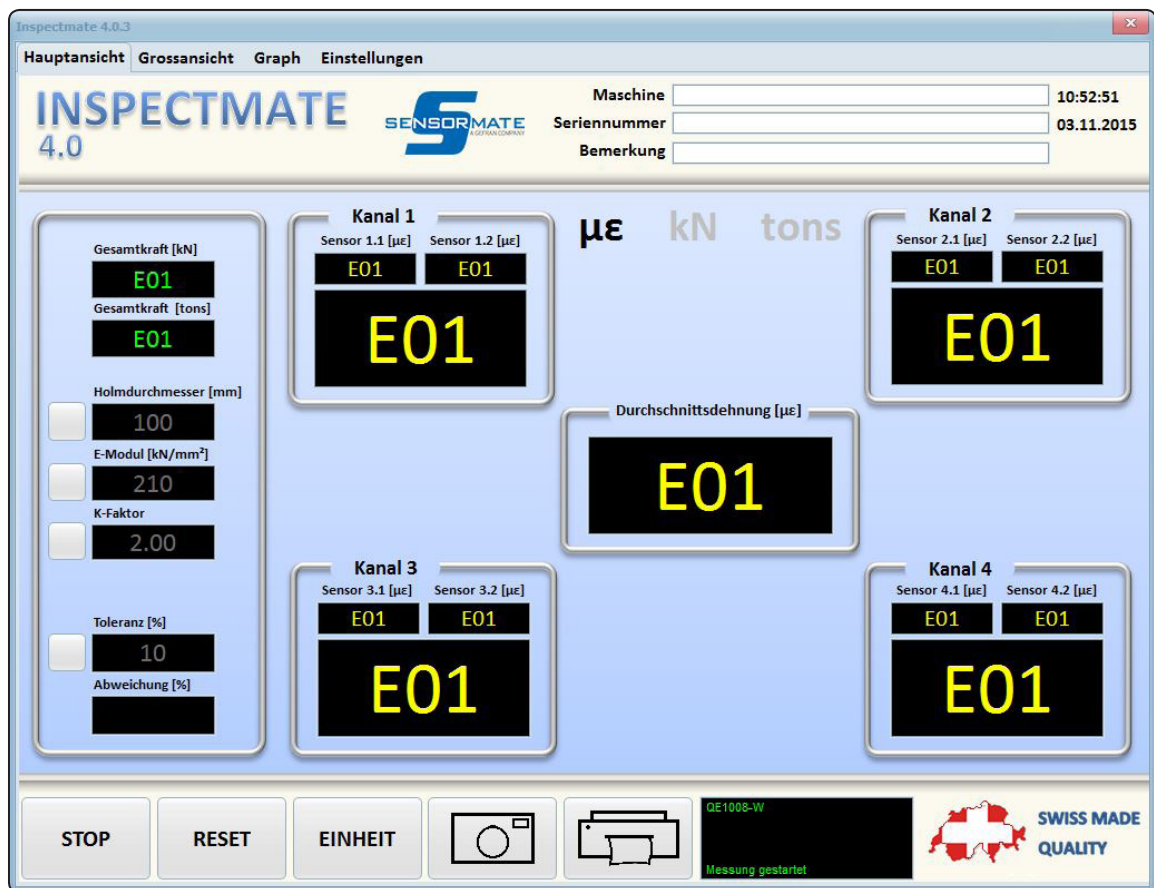 Inspectmate 4.0.3
Hauptansicht Grossansicht Graph Einstellungen
INSPECTMATE
4.0
SENSORMATE
A GEFRAN COMPANY
Maschine
10:52:51
Seriennummer
03.11.2015
Bemerkung
Gesamtkraft [kN]
E01
Gesamtkraft [tons]
E01
Holmdurchmesser [mm]
100
E-Modul [kN/mm²]
210
K-Faktor
2.00
Toleranz [%]
10
Abweichung [%]
Kanal 1
Sensor 1.1 [µε] Sensor 1.2 [µε]
E01 E01
E01
µε kN tons
Kanal 2
Sensor 2.1 [µε] Sensor 2.2 [µε]
E01 E01
E01
Durchschnittsdehnung [µε]
E01
Kanal 3
Sensor 3.1 [µε] Sensor 3.2 [µε]
E01 E01
E01
Kanal 4
Sensor 4.1 [µε] Sensor 4.2 [µε]
E01 E01
E01
STOP RESET EINHEIT
QE1008-W
Messung gestartet
SWISS MADE
QUALITY